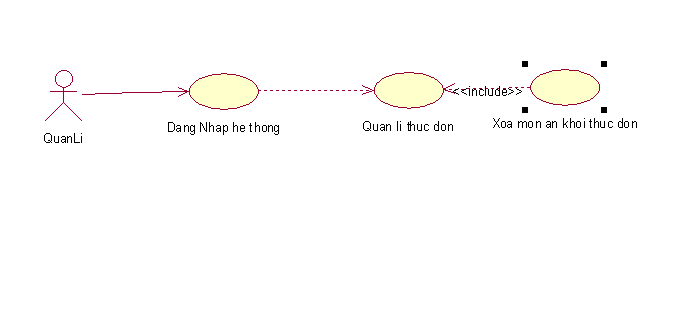 <<include>>
QuanLi
Dang Nhap he thong
Quan li thuc don
Xoa mon an khoi thuc don